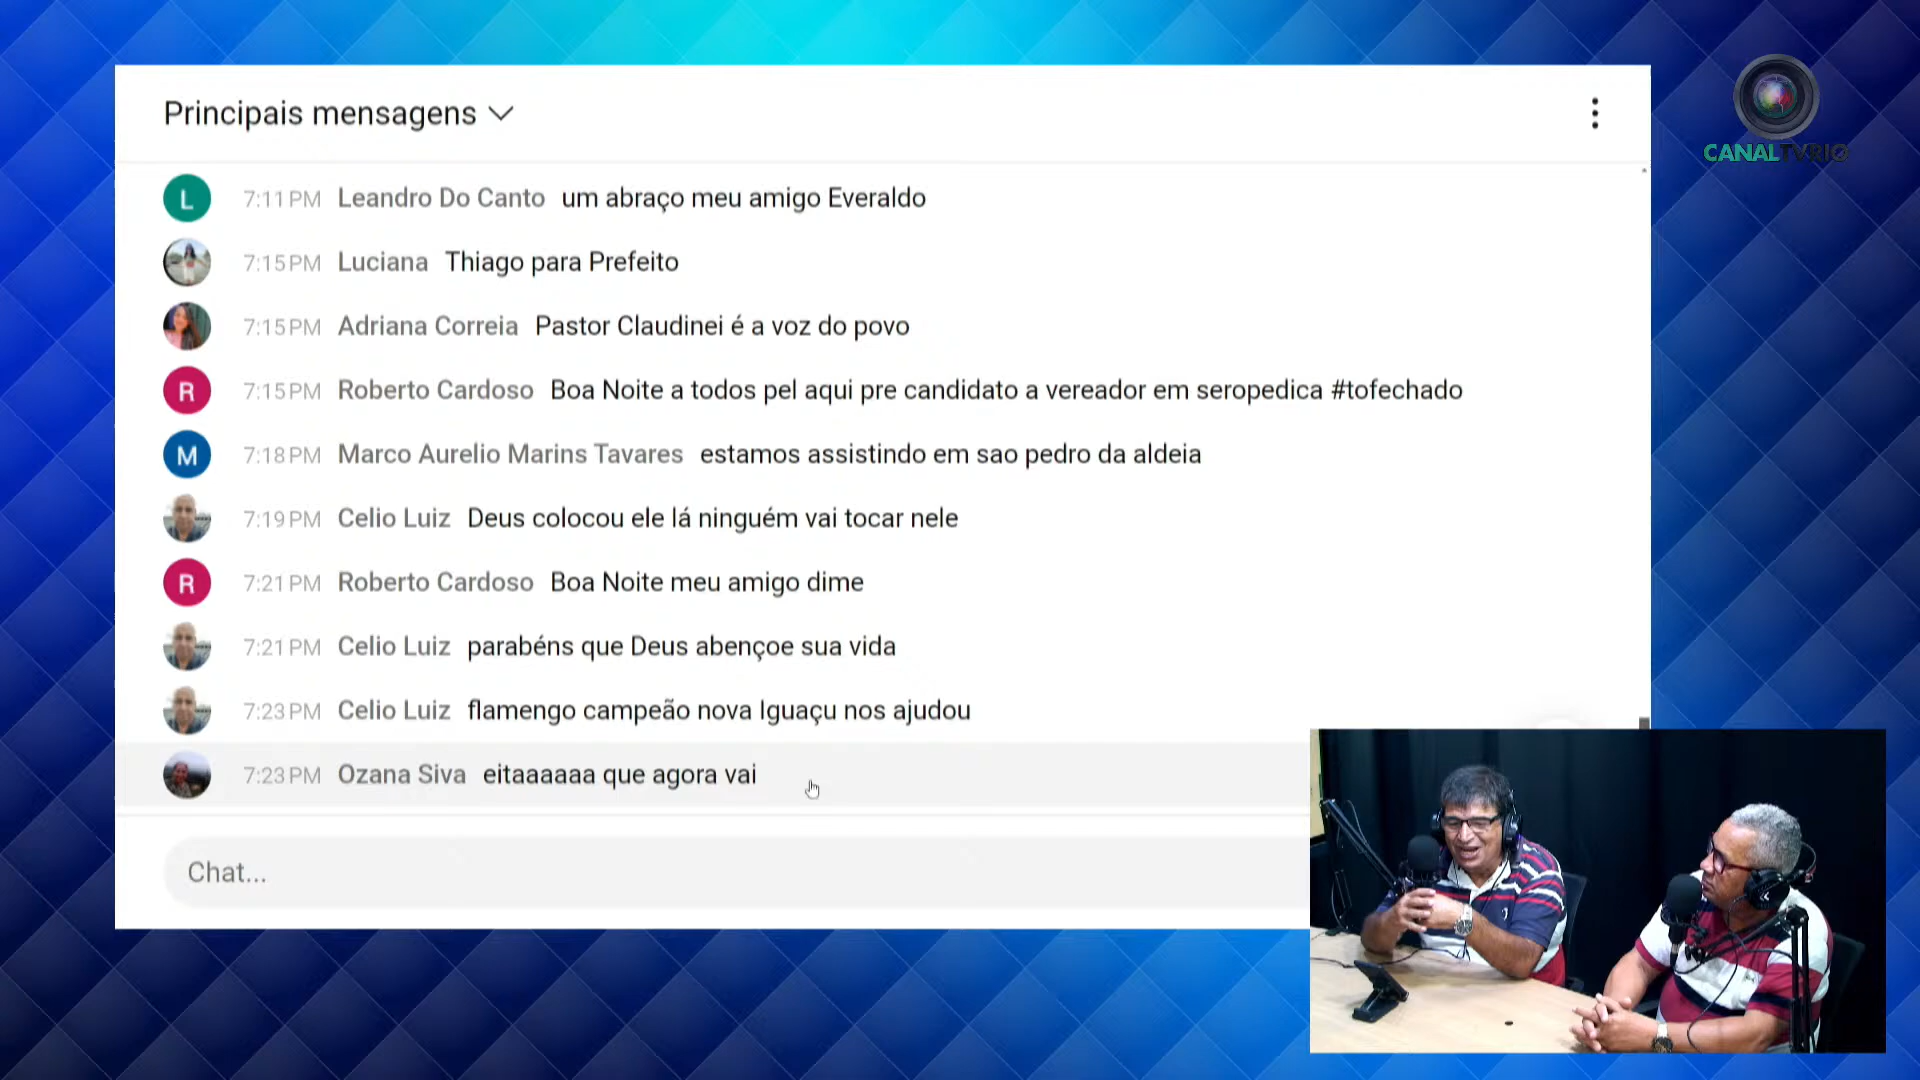 Principais mensagens
CANALTVRIO
L 7:11 PM Leandro Do Canto um abraço meu amigo Everaldo
7:15 PM Luciana Thiago para Prefeito
7:15 PM Adriana Correia Pastor Claudinei é a voz do povo
R 7:15 PM Roberto Cardoso Boa Noite a todos pel aqui pre candidato a vereador em seropedica #tofechado
M 7:18 PM Marco Aurelio Marins Tavares estamos assistindo em sao pedro da aldeia
7:19 PM Celio Luiz Deus colocou ele lá ninguém vai tocar nele
R 7:21 PM Roberto Cardoso Boa Noite meu amigo dime
7:21 PM Celio Luiz parabéns que Deus abençoe sua vida
7:23 PM Celio Luiz flamengo campeão nova Iguaçu nos ajudou
7:23 PM Ozana Siva eitaaaaaa que agora vai
Chat...